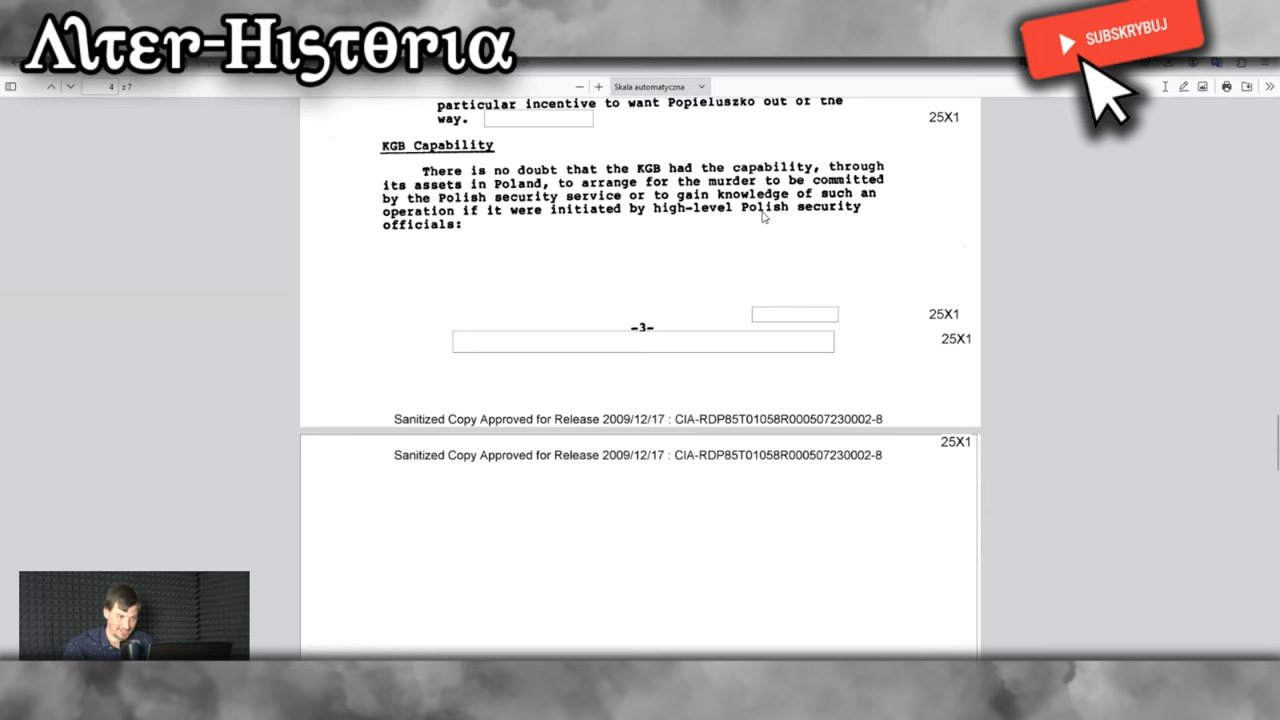 Alter-Historia
SUBSKRYBUJ
4 z 7
Skala automatyczna
particular incentive to want Popieluszko out of the
way.
25X1
KGB Capability
There is no doubt that the KGB had the capability, through
its assets in Poland, to arrange for the murder to be committed
by the Polish security service or to gain knowledge of such an
operation if it were initiated by high-level Polish security
officials:
25X1
-3-
25X1
Sanitized Copy Approved for Release 2009/12/17 : CIA-RDP85T01058R000507230002-8
25X1
Sanitized Copy Approved for Release 2009/12/17 : CIA-RDP85T01058R000507230002-8